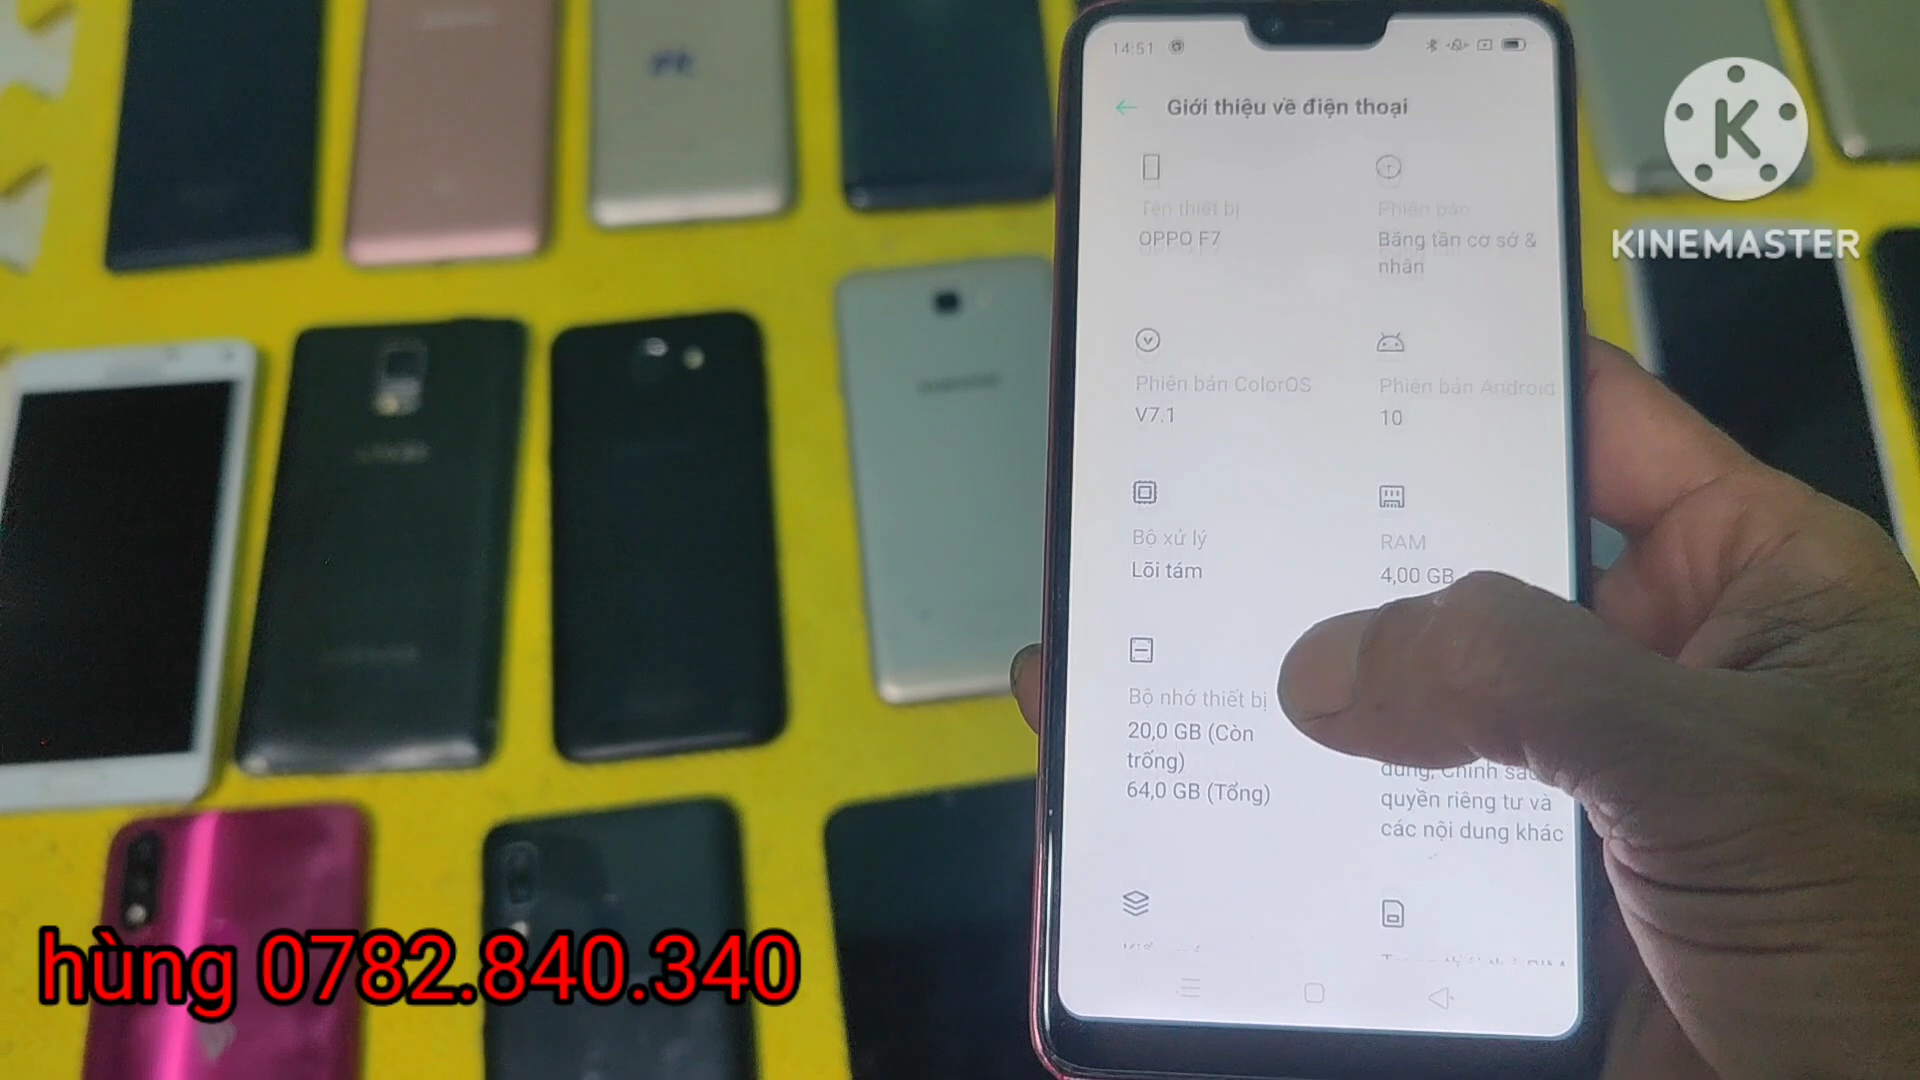 14:51
Giới thiệu về điện thoại
Tên thiết bị
OPPO F7
Phiên bản
Băng tần cơ sở &
nhân
Phiên bản ColorOS
V7.1
Phiên bản Android
10
Bộ xử lý
Lõi tám
RAM
4,00 GB
Bộ nhớ thiết bị
20,0 GB (Còn
trống)
64,0 GB (Tổng)
dung, Chính sác
quyền riêng tư và
các nội dung khác
K
KINEMASTER
hùng 0782.840.340